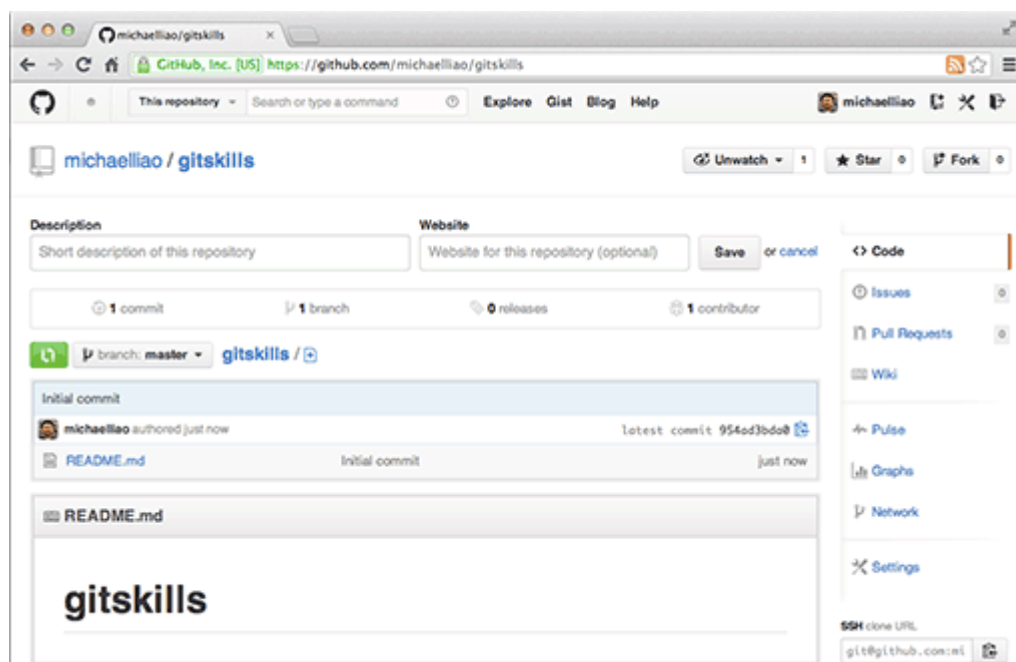 michaelliao/gitskills ×
GitHub, Inc. [US] https://github.com/michaelliao/gitskills
This repository Search or type a command Explore Gist Blog Help michaelliao
michaelliao / gitskills Unwatch 1 Star 0 Fork 0
Description Website
Short description of this repository Website for this repository (optional) Save or cancel
1 commit 1 branch 0 releases 1 contributor
branch: master gitskills /
Initial commit
michaelliao authored just now latest commit 954ad3bda0
README.md Initial commit just now
README.md
gitskills
Code
Issues 0
Pull Requests 0
Wiki
Pulse
Graphs
Network
Settings
SSH clone URL
git@github.com:mi